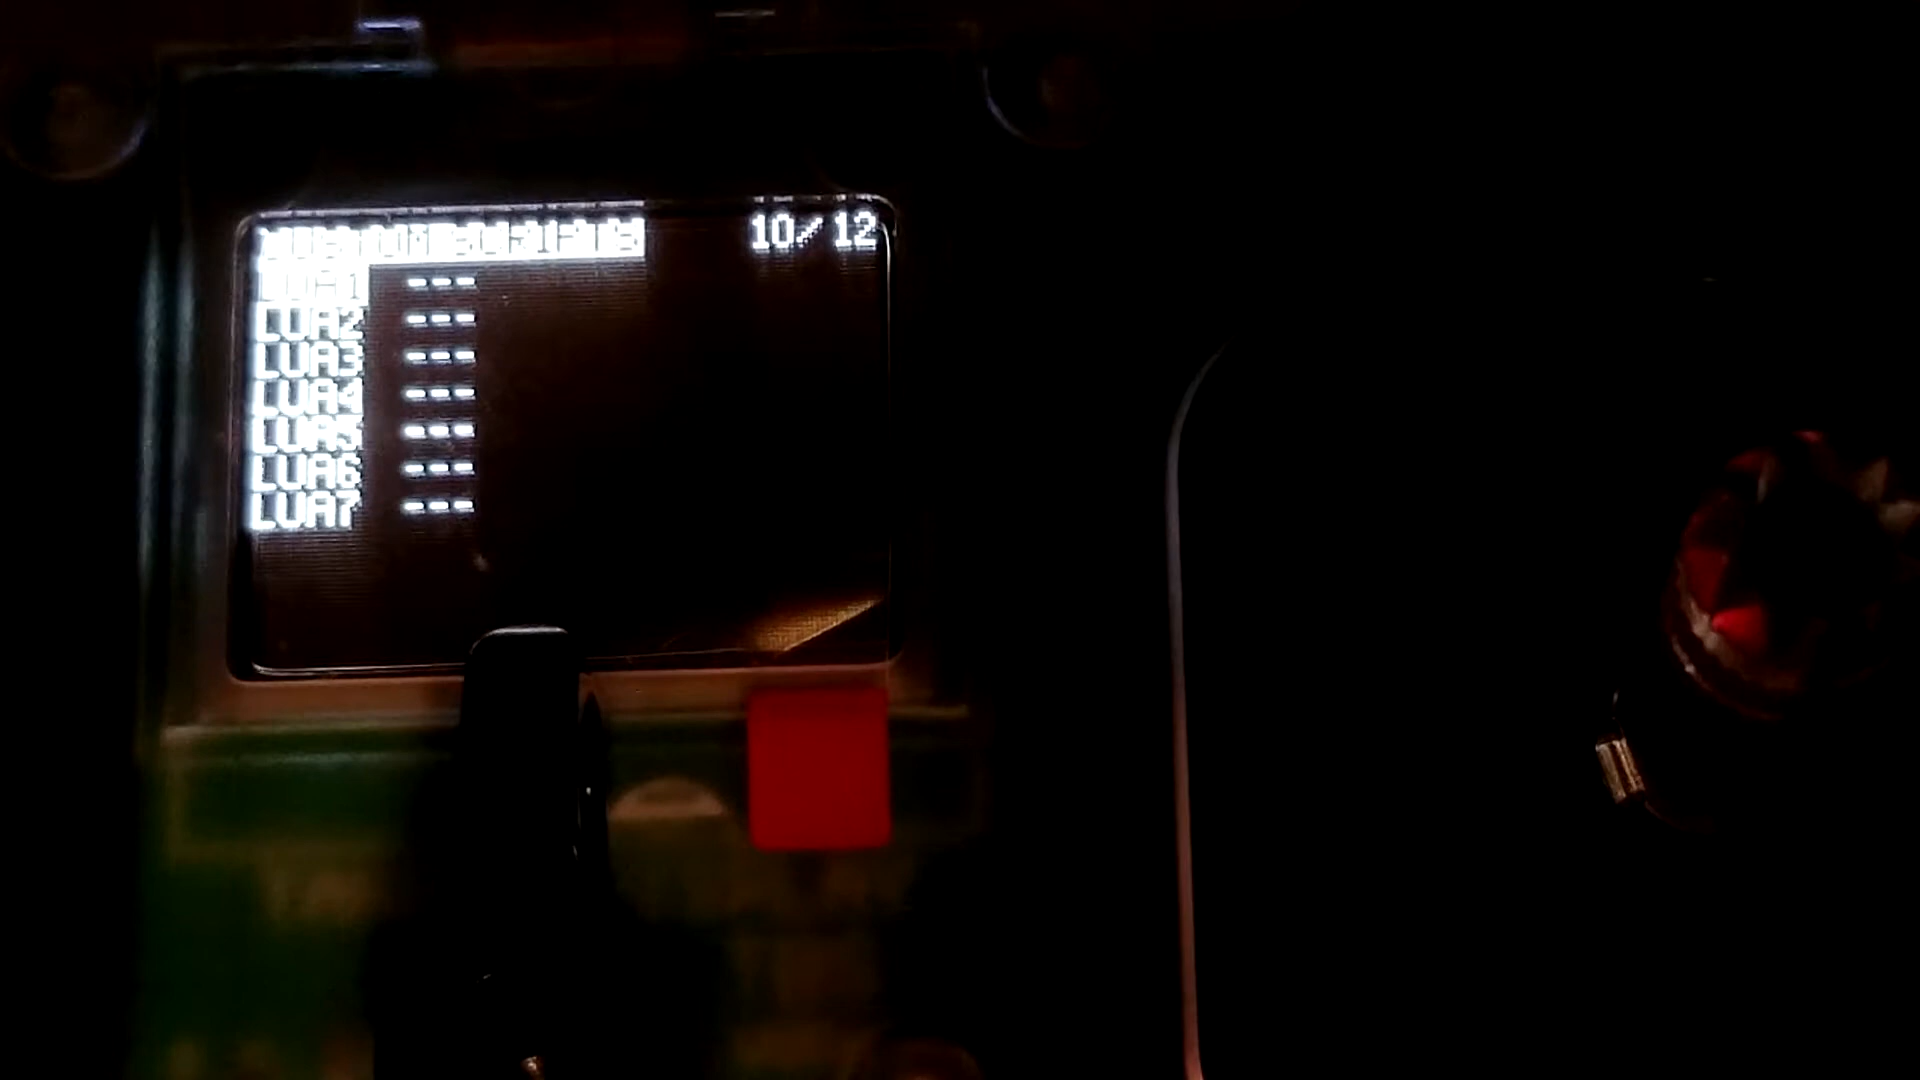 10/12
LUA1 ---
LUA2 ---
LUA3 ---
LUA4 ---
LUA5 ---
LUA6 ---
LUA7 ---